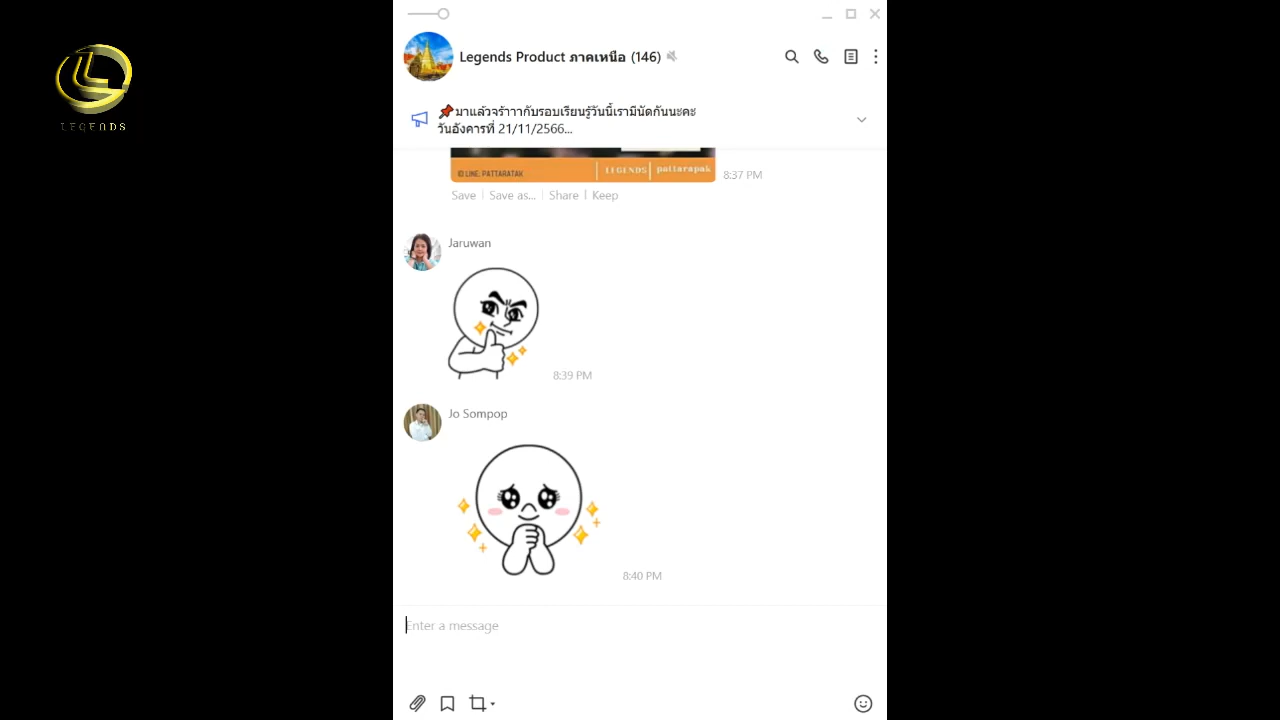 LEGENDS
Legends Product ภาคเหนือ (146)
📌มาแล้วจร้าาากับรอบเรียนรู้วันนี้เรามีนัดกันนะคะ
วันอังคารที่ 21/11/2566...
ID LINE: PATTARATAK
LEGENDS
pattarapak
8:37 PM
Save
Save as...
Share
Keep
Jaruwan
8:39 PM
Jo Sompop
8:40 PM
Enter a message